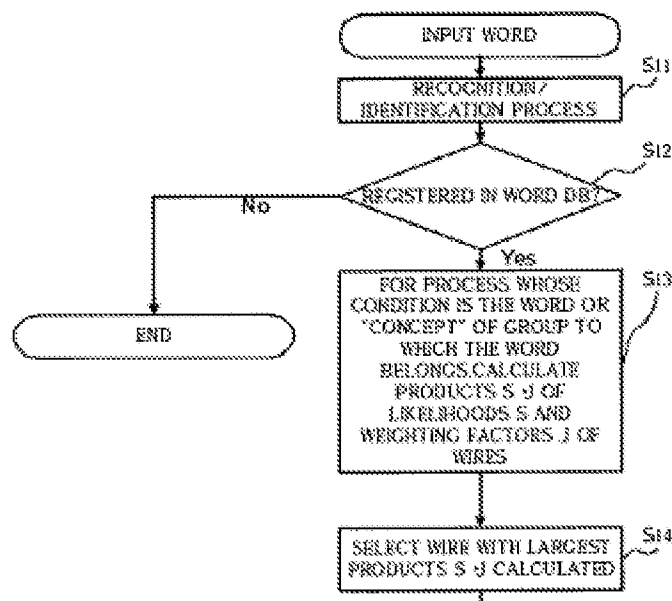 INPUT WORD
S11
RECOGNITION/
IDENTIFICATION PROCESS
S12
REGISTERED IN WORD DB?
No
Yes
END
S13
FOR PROCESS WHOSE
CONDITION IS THE WORD OR
"CONCEPT" OF GROUP TO
WHICH THE WORD
BELONGS,CALCULATE
PRODUCTS S·J OF
LIKELIHOODS S AND
WEIGHTING FACTORS J OF
WIRES
S14
SELECT WIRE WITH LARGEST
PRODUCTS S·J CALCULATED